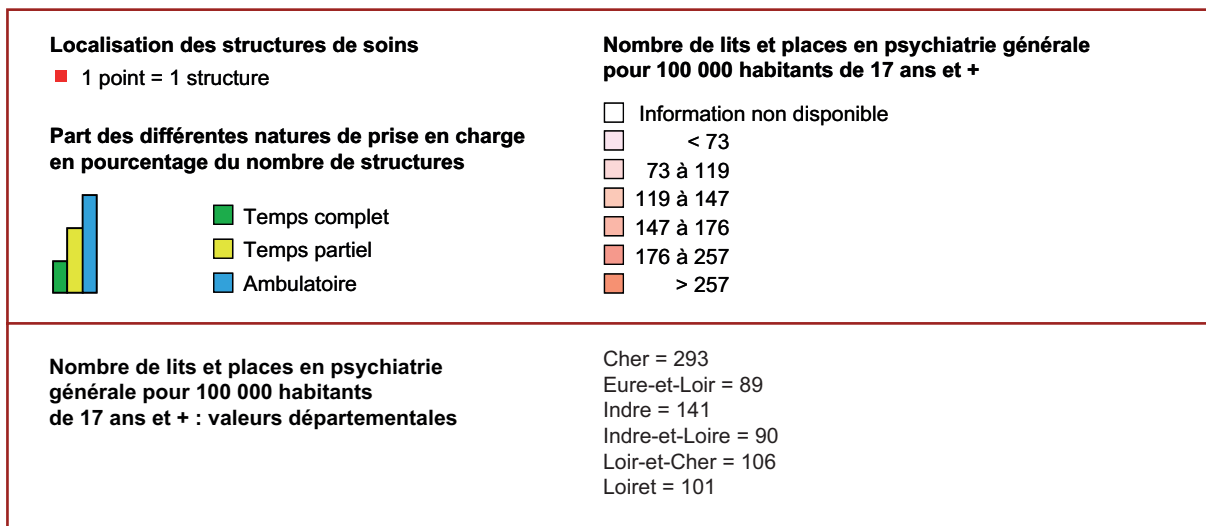 Localisation des structures de soins
1 point = 1 structure
Part des différentes natures de prise en charge
en pourcentage du nombre de structures
Temps complet
Temps partiel
Ambulatoire
Nombre de lits et places en psychiatrie générale
pour 100 000 habitants de 17 ans et +
Information non disponible
< 73
73 à 119
119 à 147
147 à 176
176 à 257
> 257
Nombre de lits et places en psychiatrie
générale pour 100 000 habitants
de 17 ans et + : valeurs départementales
Cher = 293
Eure-et-Loir = 89
Indre = 141
Indre-et-Loire = 90
Loir-et-Cher = 106
Loiret = 101